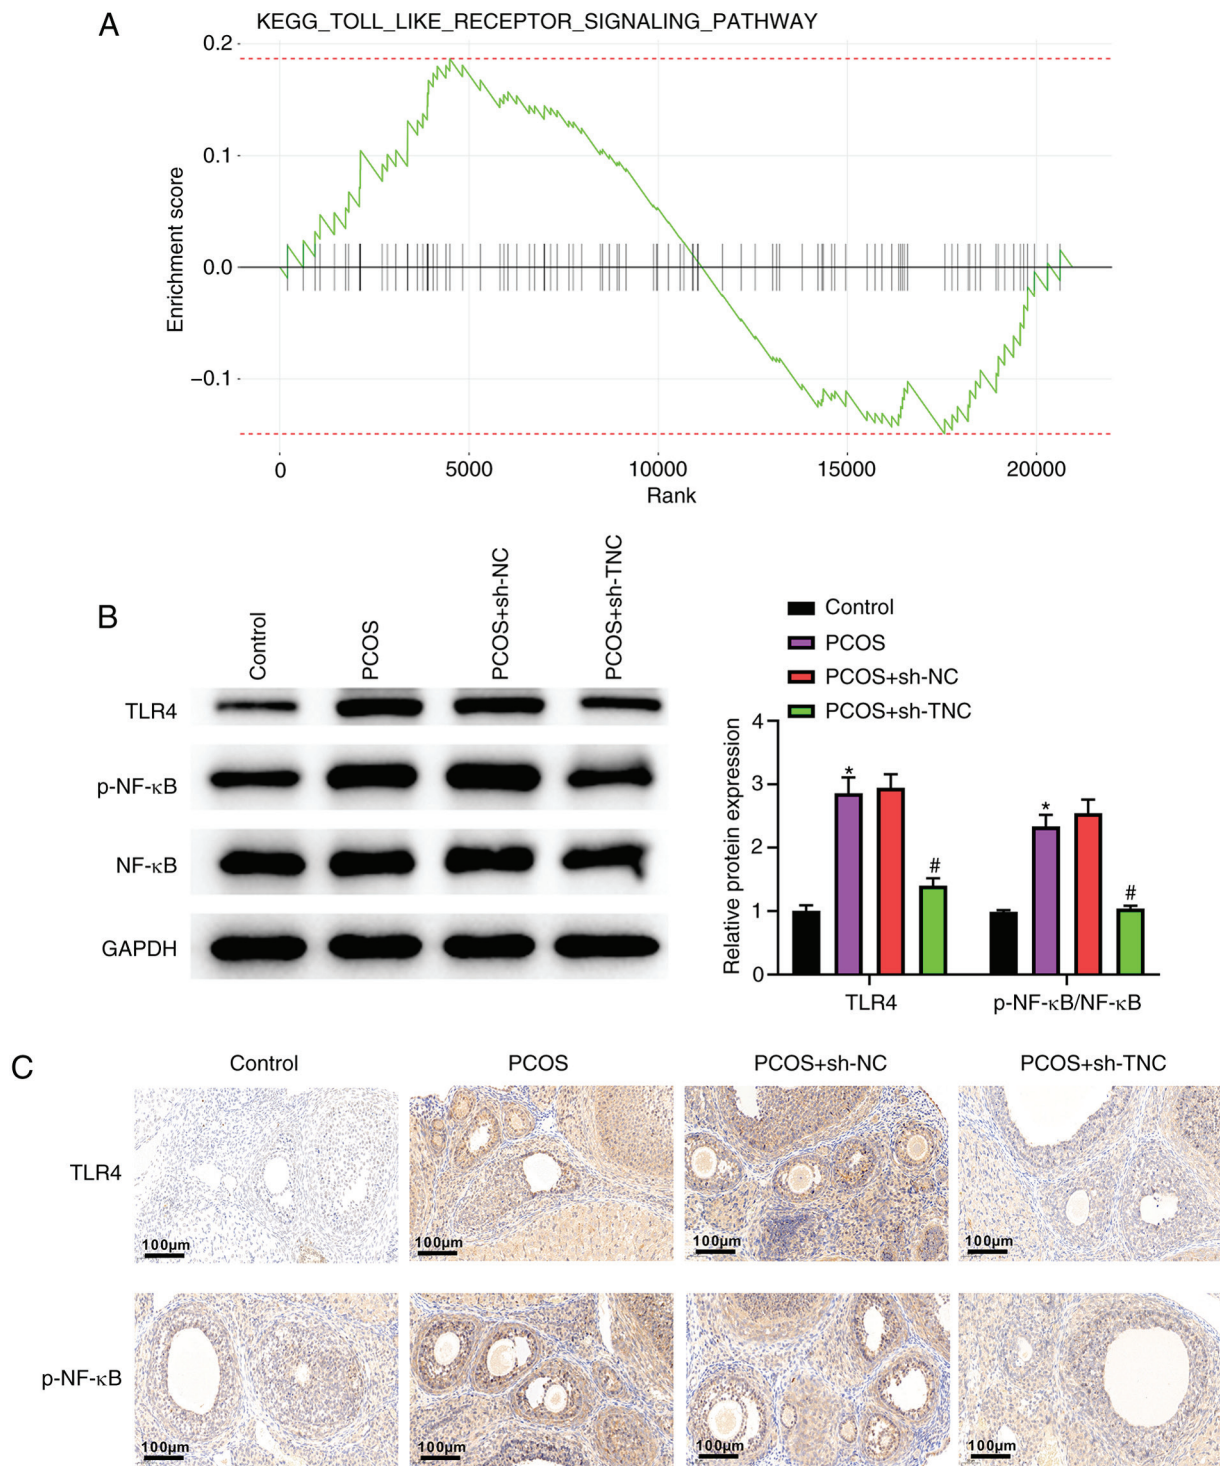 A
KEGG_TOLL_LIKE_RECEPTOR_SIGNALING_PATHWAY
Enrichment score
0.2
0.1
0.0
−0.1
0 5000 10000 15000 20000
Rank
B
Control
PCOS
PCOS+sh-NC
PCOS+sh-TNC
TLR4
p-NF-κB
NF-κB
GAPDH
Control
PCOS
PCOS+sh-NC
PCOS+sh-TNC
Relative protein expression
4
3
2
1
0
*
#
*
#
TLR4 p-NF-κB/NF-κB
C
Control PCOS PCOS+sh-NC PCOS+sh-TNC
TLR4
100μm 100μm 100μm 100μm
p-NF-κB
100μm 100μm 100μm 100μm